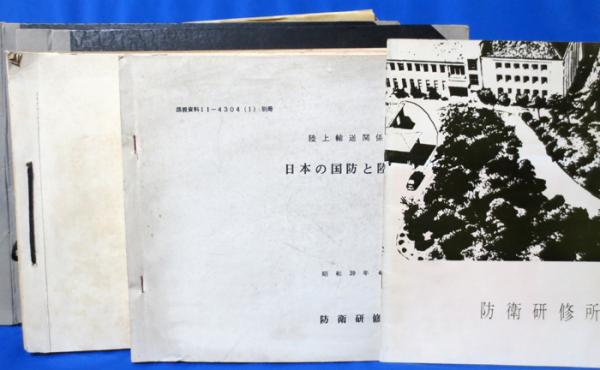 講義資料11-4304(1)別冊
陸上輸送関係
日本の国防と陸
昭和39年
防衛研修
防衛研修所